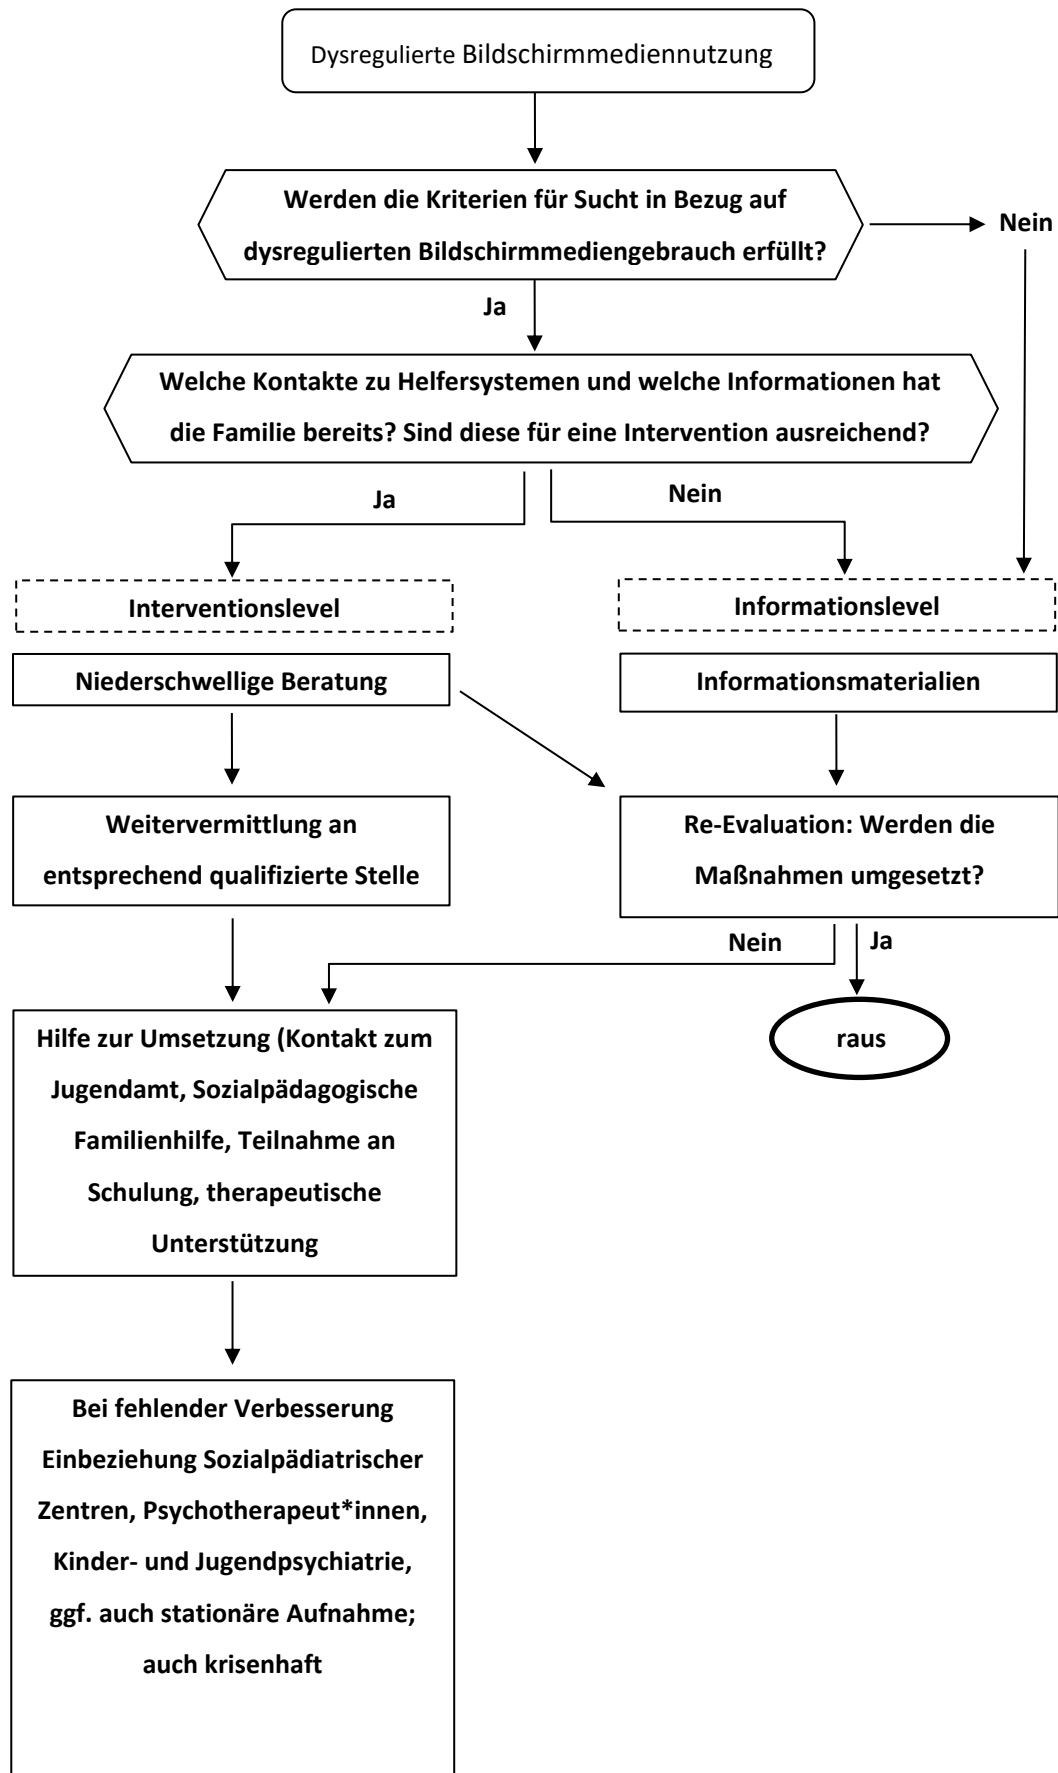 Dysregulierte Bildschirmmediennutzung
Werden die Kriterien für Sucht in Bezug auf
dysregulierten Bildschirmmediengebrauch erfüllt?
Nein
Ja
Welche Kontakte zu Helfersystemen und welche Informationen hat
die Familie bereits? Sind diese für eine Intervention ausreichend?
Ja
Nein
Interventionslevel
Informationslevel
Niederschwellige Beratung
Informationsmaterialien
Weitervermittlung an
entsprechend qualifizierte Stelle
Re-Evaluation: Werden die
Maßnahmen umgesetzt?
Nein
Ja
raus
Hilfe zur Umsetzung (Kontakt zum
Jugendamt, Sozialpädagogische
Familienhilfe, Teilnahme an
Schulung, therapeutische
Unterstützung
Bei fehlender Verbesserung
Einbeziehung Sozialpädiatrischer
Zentren, Psychotherapeut*innen,
Kinder- und Jugendpsychiatrie,
ggf. auch stationäre Aufnahme;
auch krisenhaft